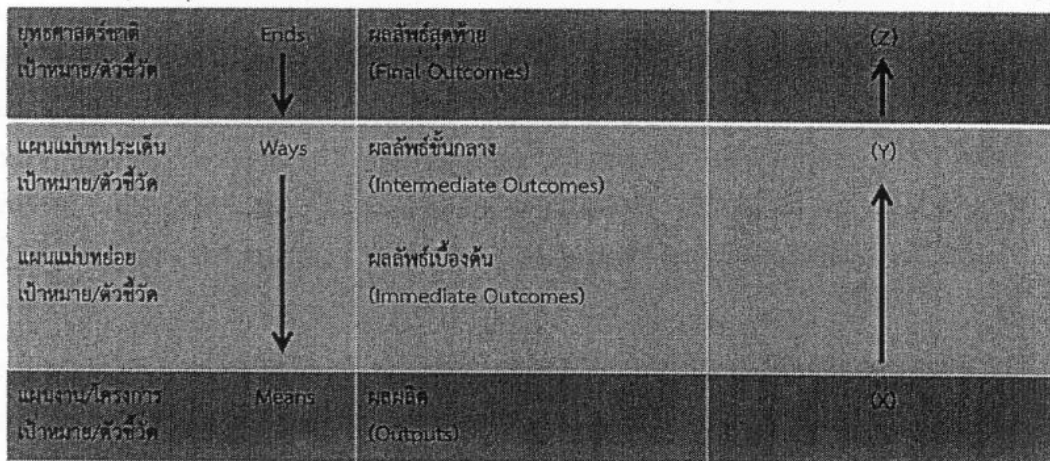 ยุทธศาสตร์ชาติ Ends ผลลัพธ์สุดท้าย (Z)
เป้าหมาย/ตัวชี้วัด (Final Outcomes)
แผนแม่บทประเด็น Ways ผลลัพธ์ขั้นกลาง (Y)
เป้าหมาย/ตัวชี้วัด (Intermediate Outcomes)
แผนแม่บทย่อย ผลลัพธ์เบื้องต้น
เป้าหมาย/ตัวชี้วัด (Immediate Outcomes)
แผนงาน/โครงการ Means ผลผลิต (X)
เป้าหมาย/ตัวชี้วัด (Outputs)